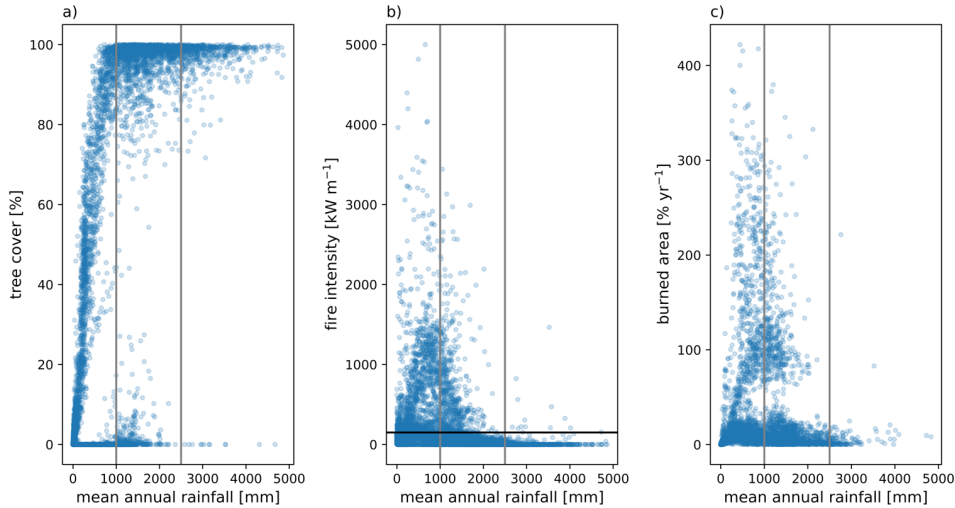 a)
tree cover [%]
100
80
60
40
20
0
0 1000 2000 3000 4000 5000
mean annual rainfall [mm]
b)
fire intensity [kW m⁻¹]
5000
4000
3000
2000
1000
0
0 1000 2000 3000 4000 5000
mean annual rainfall [mm]
c)
burned area [% yr⁻¹]
400
300
200
100
0
0 1000 2000 3000 4000 5000
mean annual rainfall [mm]